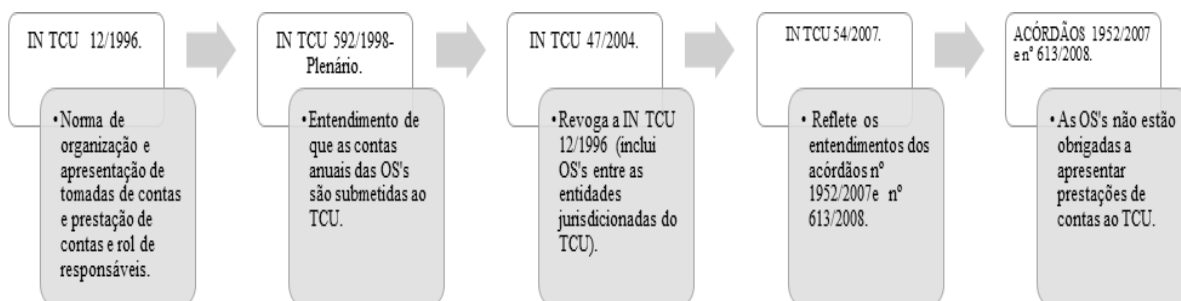 IN TCU 12/1996.
•Norma de
organização e
apresentação de
tomadas de contas
e prestação de
contas e rol de
responsáveis.
IN TCU 592/1998-
Plenário.
•Entendimento de
que as contas
anuais das OS's
são submetidas ao
TCU.
IN TCU 47/2004.
•Revoga a IN TCU
12/1996 (inclui
OS's entre as
entidades
jurisdicionadas do
TCU).
IN TCU 54/2007.
• Reflete os
entendimentos dos
acórdãos nº
1952/2007e nº
613/2008.
ACÓRDÃOS 1952/2007
e nº 613/2008.
•As OS's não estão
obrigadas a
apresentar
prestações de
contas ao TCU.